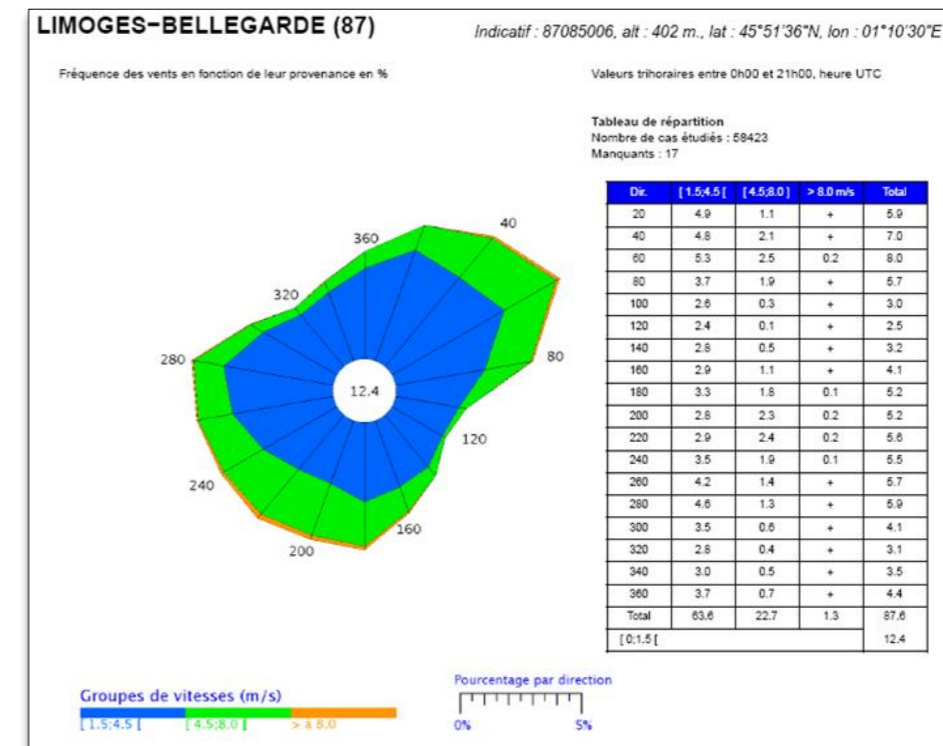 LIMOGES−BELLEGARDE (87)
Indicatif : 87085006, alt : 402 m., lat : 45°51'36"N, lon : 01°10'30"E
Fréquence des vents en fonction de leur provenance en %
Valeurs trihoraires entre 0h00 et 21h00, heure UTC
Tableau de répartition
Nombre de cas étudiés : 58423
Manquants : 17
Dir. [ 1.5;4.5 [ [ 4.5;8.0 ] > 8.0 m/s Total
20 4.9 1.1 + 5.9
40 4.8 2.1 + 7.0
60 5.3 2.5 0.2 8.0
80 3.7 1.9 + 5.7
100 2.6 0.3 + 3.0
120 2.4 0.1 + 2.5
140 2.8 0.5 + 3.2
160 2.9 1.1 + 4.1
180 3.3 1.8 0.1 5.2
200 2.8 2.3 0.2 5.2
220 2.9 2.4 0.2 5.6
240 3.5 1.9 0.1 5.5
260 4.2 1.4 + 5.7
280 4.6 1.3 + 5.9
300 3.5 0.6 + 4.1
320 2.8 0.4 + 3.1
340 3.0 0.5 + 3.5
360 3.7 0.7 + 4.4
Total 63.6 22.7 1.3 87.6
[ 0;1.5 [ 12.4
40
360
320
280
80
12.4
120
240
160
200
Groupes de vitesses (m/s)
[ 1.5;4.5 [ [ 4.5;8.0 ] > à 8.0
Pourcentage par direction
0% 5%